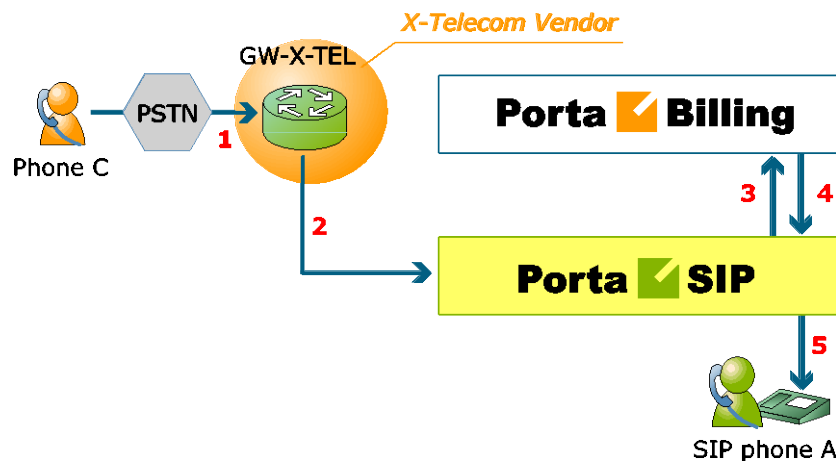 X-Telecom Vendor
GW-X-TEL
PSTN
1
Phone C
2
Porta Billing
3
4
Porta SIP
5
SIP phone A